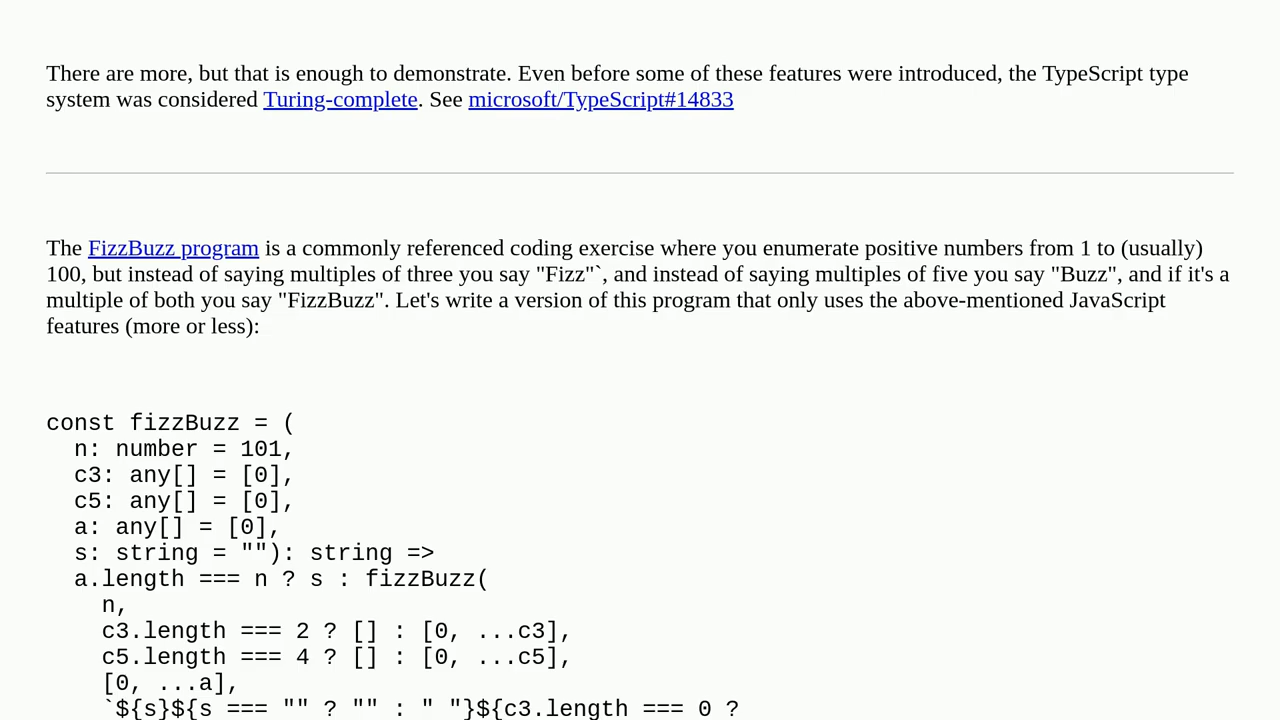 There are more, but that is enough to demonstrate. Even before some of these features were introduced, the TypeScript type
system was considered Turing-complete. See microsoft/TypeScript#14833
The FizzBuzz program is a commonly referenced coding exercise where you enumerate positive numbers from 1 to (usually)
100, but instead of saying multiples of three you say "Fizz"`, and instead of saying multiples of five you say "Buzz", and if it's a
multiple of both you say "FizzBuzz". Let's write a version of this program that only uses the above-mentioned JavaScript
features (more or less):
const fizzBuzz = (
  n: number = 101,
  c3: any[] = [0],
  c5: any[] = [0],
  a: any[] = [0],
  s: string = ""): string =>
  a.length === n ? s : fizzBuzz(
    n,
    c3.length === 2 ? [] : [0, ...c3],
    c5.length === 4 ? [] : [0, ...c5],
    [0, ...a],
    `${s}${s === "" ? "" : " "}${c3.length === 0 ?